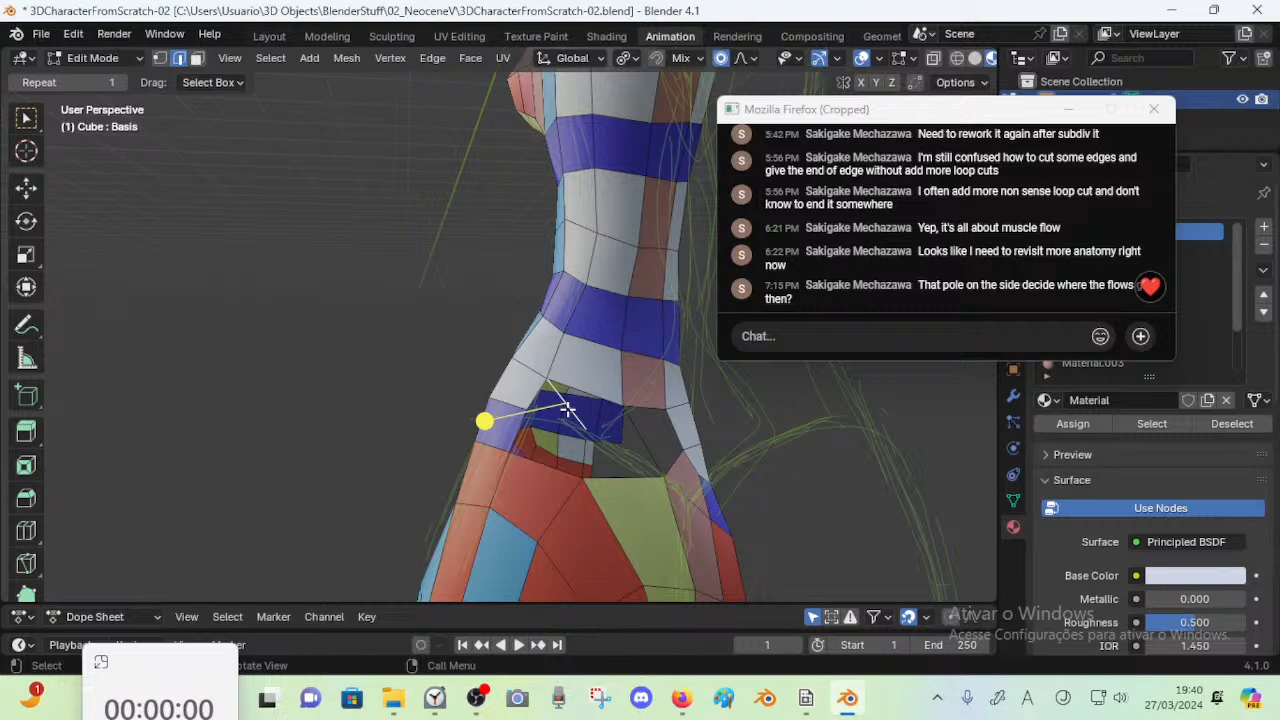 * 3DCharacterFromScratch-02 [C:\Users\Usuario\3D Objects\BlenderStuff\02_NeoceneV\3DCharacterFromScratch-02.blend] - Blender 4.1
File Edit Render Window Help Layout Modeling Sculpting UV Editing Texture Paint Shading Animation Rendering Compositing Geomet Scene ViewLayer
Edit Mode View Select Add Mesh Vertex Edge Face UV Global Mix Search
Repeat 1 Drag: Select Box X Y Z Options Scene Collection
User Perspective
(1) Cube : Basis
Mozilla Firefox (Cropped)
S 5:42 PM Sakigake Mechazawa Need to rework it again after subdiv it
S 5:56 PM Sakigake Mechazawa I'm still confused how to cut some edges and
give the end of edge without add more loop cuts
S 5:56 PM Sakigake Mechazawa I often add more non sense loop cut and don't
know to end it somewhere
S 6:21 PM Sakigake Mechazawa Yep, it's all about muscle flow
S 6:22 PM Sakigake Mechazawa Looks like I need to revisit more anatomy right
now
S 7:15 PM Sakigake Mechazawa That pole on the side decide where the flows
then?
Chat...
Material.003
Material
Assign Select Deselect
Preview
Surface
Use Nodes
Surface Principled BSDF
Base Color
Metallic 0.000
Roughness 0.500
IOR 1.450
Ativar o Windows
Acesse Configurações para ativar o Windows.
Dope Sheet View Select Marker Channel Key
Playba 1 Start 1 End 250
Select otate View Call Menu 4.1.0
00:00:00
1
19:40
27/03/2024
PRE